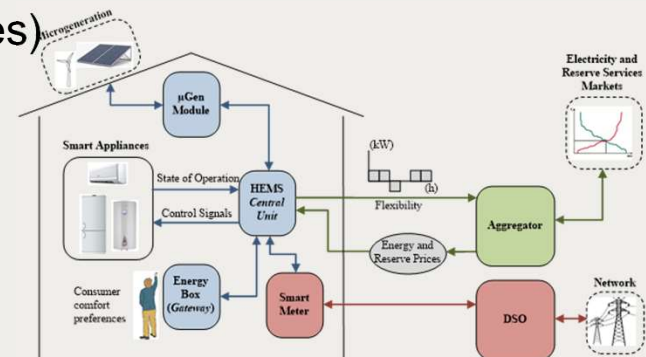 es)
Microgeneration
µGen
Module
Electricity and
Reserve Services
Markets
Smart Appliances
State of Operation
Control Signals
HEMS
Central
Unit
(kW)
(h)
Flexibility
Aggregator
Energy and
Reserve Prices
Consumer
comfort
preferences
Energy
Box
(Gateway)
Smart
Meter
DSO
Network